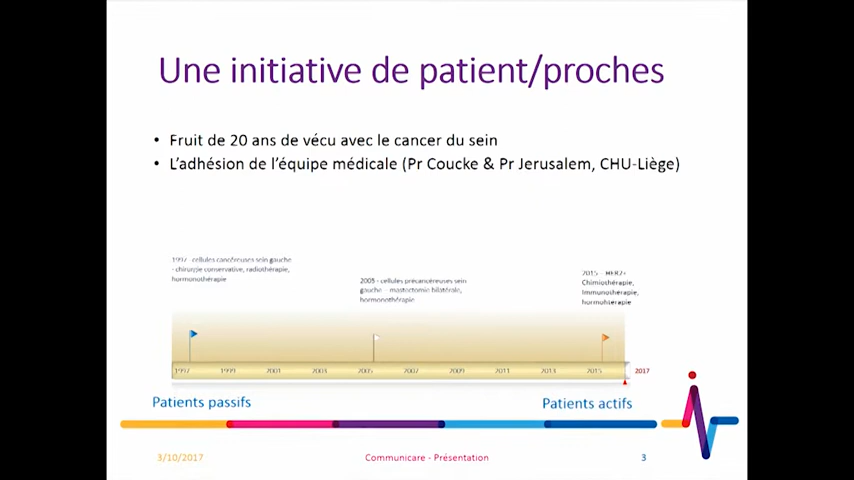 Une initiative de patient/proches
• Fruit de 20 ans de vécu avec le cancer du sein
• L'adhésion de l'équipe médicale (Pr Coucke & Pr Jerusalem, CHU-Liège)
1997 - cellules cancéreuses sein gauche
- chirurgie conservative, radiothérapie,
hormonothérapie
2005 - cellules précancéreuses sein
gauche - mastectomie bilatérale,
hormonothérapie
2015 - HER2+
Chimiothérapie,
Immunothérapie,
hormonothérapie
1997 1999 2001 2003 2005 2007 2009 2011 2013 2015 2017
Patients passifs
Patients actifs
3/10/2017
Communicare - Présentation
3